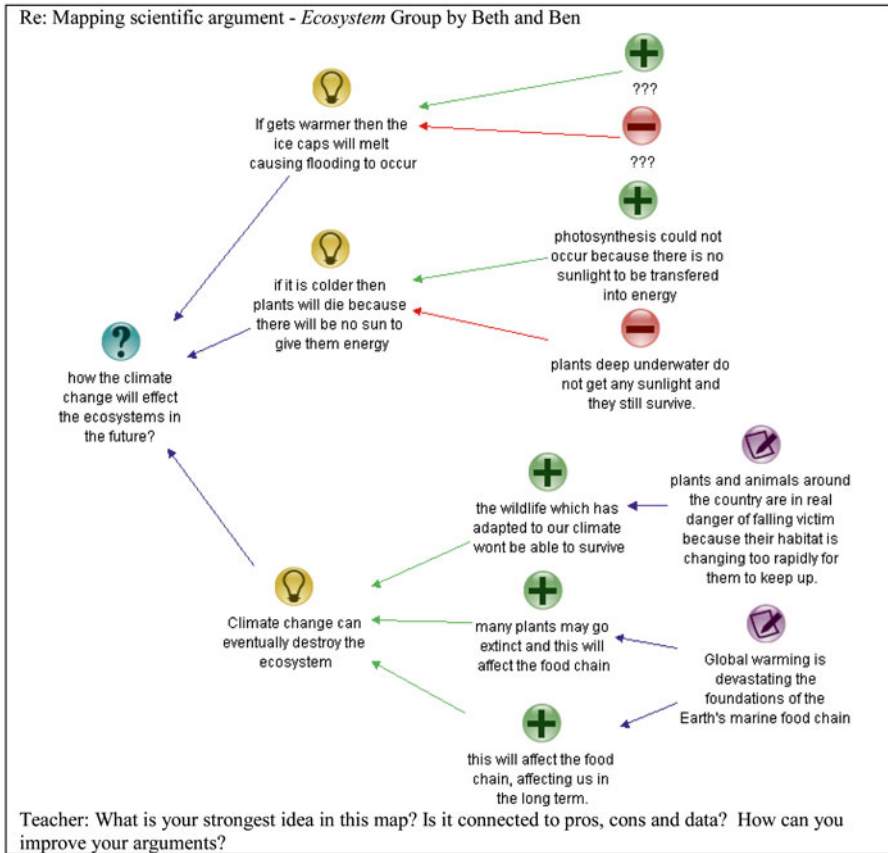 Re: Mapping scientific argument - Ecosystem Group by Beth and Ben
???
If gets warmer then the
ice caps will melt
causing flooding to occur
???
photosynthesis could not
occur because there is no
sunlight to be transfered
into energy
if it is colder then
plants will die because
there will be no sun to
give them energy
plants deep underwater do
not get any sunlight and
they still survive.
how the climate
change will effect
the ecosystems in
the future?
plants and animals around
the country are in real
danger of falling victim
because their habitat is
changing too rapidly for
them to keep up.
the wildlife which has
adapted to our climate
wont be able to survive
Climate change can
eventually destroy the
ecosystem
many plants may go
extinct and this will
affect the food chain
Global warming is
devastating the
foundations of the
Earth's marine food chain
this will affect the food
chain, affecting us in
the long term.
Teacher: What is your strongest idea in this map? Is it connected to pros, cons and data? How can you
improve your arguments?